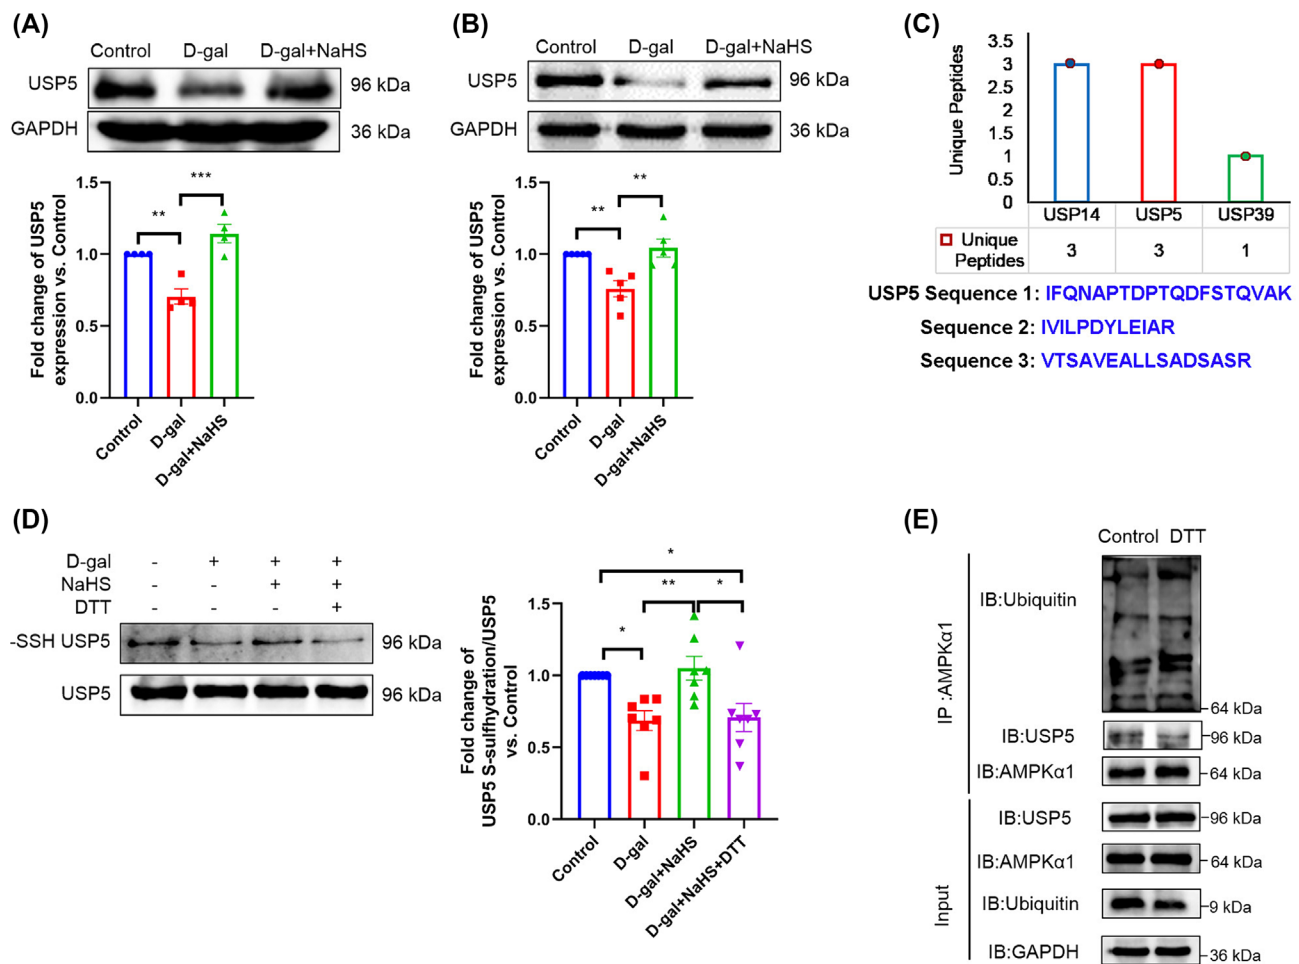 (A)
Control D-gal D-gal+NaHS
USP5 96 kDa
GAPDH 36 kDa
Fold change of USP5
expression vs. Control
1.5
1.0
0.5
0.0
** ***
Control D-gal D-gal+NaHS
(B)
Control D-gal D-gal+NaHS
USP5 96 kDa
GAPDH 36 kDa
Fold change of USP5
expression vs. Control
1.5
1.0
0.5
0.0
** **
Control D-gal D-gal+NaHS
(C)
Unique Peptides
3.5
3
2.5
2
1.5
1
0.5
0
USP14 USP5 USP39
Unique
Peptides 3 3 1
USP5 Sequence 1: IFQNAPTDPTQDFSTQVAK
Sequence 2: IVILPDYLEIAR
Sequence 3: VTSAVEALLSADSASR
(D)
D-gal - + + +
NaHS - - + +
DTT - - - +
-SSH USP5 96 kDa
USP5 96 kDa
Fold change of
USP5 S-sulfhydration/USP5
vs. Control
1.5
1.0
0.5
0.0
*
** *
*
Control D-gal D-gal+NaHS D-gal+NaHS+DTT
(E)
Control DTT
IP :AMPKα1
IB:Ubiquitin
64 kDa
IB:USP5 96 kDa
IB:AMPKα1 64 kDa
Input
IB:USP5 96 kDa
IB:AMPKα1 64 kDa
IB:Ubiquitin 9 kDa
IB:GAPDH 36 kDa